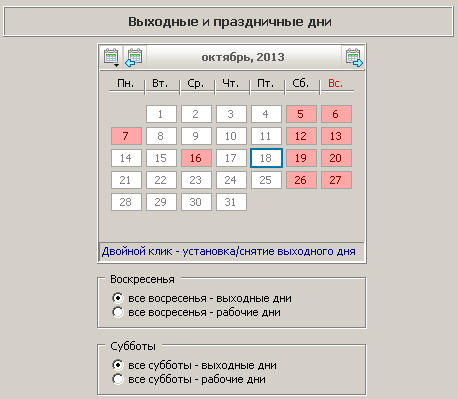 Выходные и праздничные дни
октябрь, 2013
Пн. Вт. Ср. Чт. Пт. Сб. Вс.
1 2 3 4 5 6
7 8 9 10 11 12 13
14 15 16 17 18 19 20
21 22 23 24 25 26 27
28 29 30 31
Двойной клик - установка/снятие выходного дня
Воскресенья
все восресенья - выходные дни
все восресенья - рабочие дни
Субботы
все субботы - выходные дни
все субботы - рабочие дни